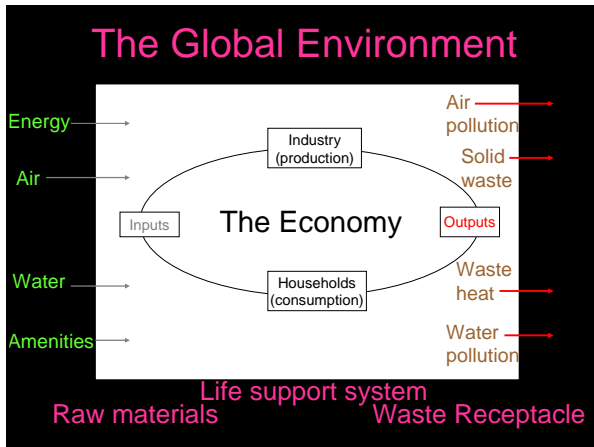 The Global Environment
Energy
Air
Water
Amenities
Industry
(production)
Inputs
The Economy
Outputs
Households
(consumption)
Air
pollution
Solid
waste
Waste
heat
Water
pollution
Life support system
Raw materials
Waste Receptacle